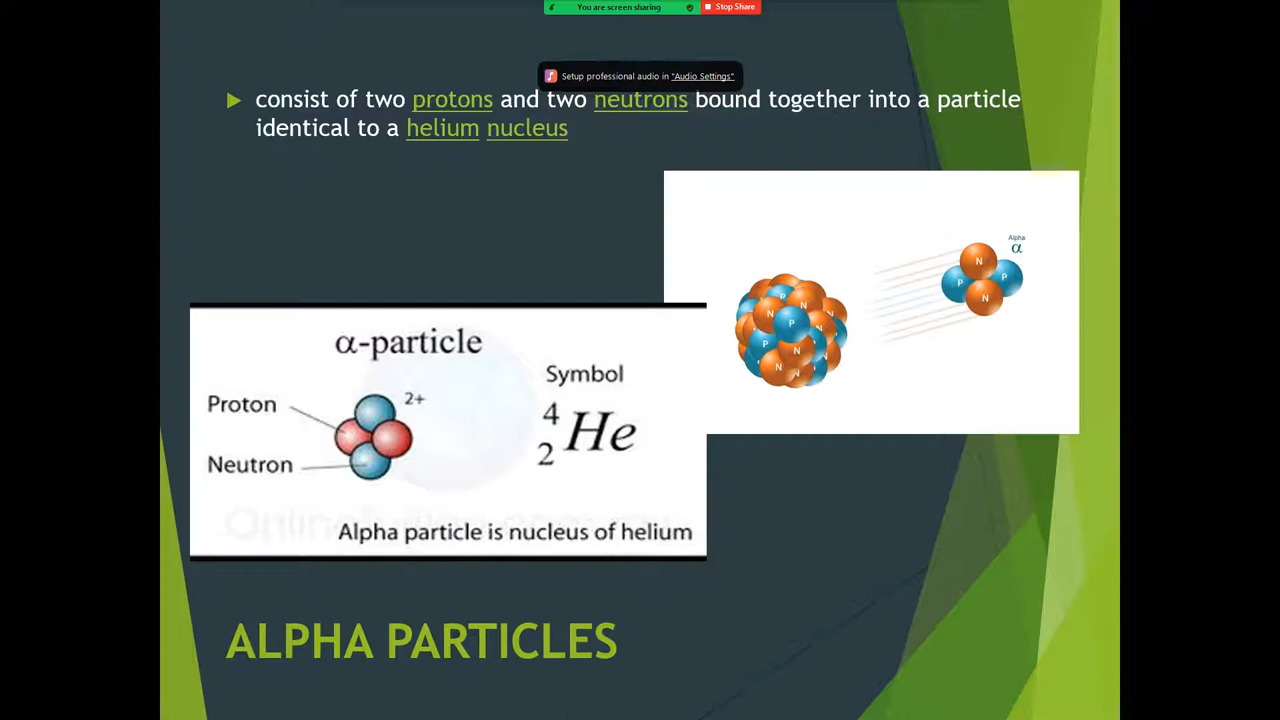 You are screen sharing
Stop Share
Setup professional audio in "Audio Settings"
consist of two protons and two neutrons bound together into a particle
identical to a helium nucleus
Alpha
α
N
P
P
N
P
N
N
P
N
P
N
N
N
α-particle
Symbol
Proton
2+
Neutron
4
2 He
Alpha particle is nucleus of helium
ALPHA PARTICLES